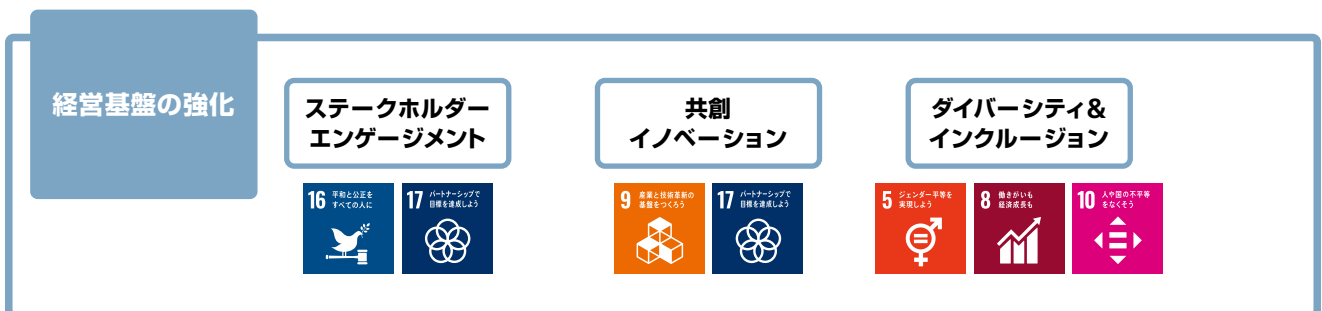 経営基盤の強化
ステークホルダー
エンゲージメント
16 平和と公正を
すべての人に
17 パートナーシップで
目標を達成しよう
共創
イノベーション
9 産業と技術革新の
基盤をつくろう
17 パートナーシップで
目標を達成しよう
ダイバーシティ&
インクルージョン
5 ジェンダー平等を
実現しよう
8 働きがいも
経済成長も
10 人や国の不平等
をなくそう